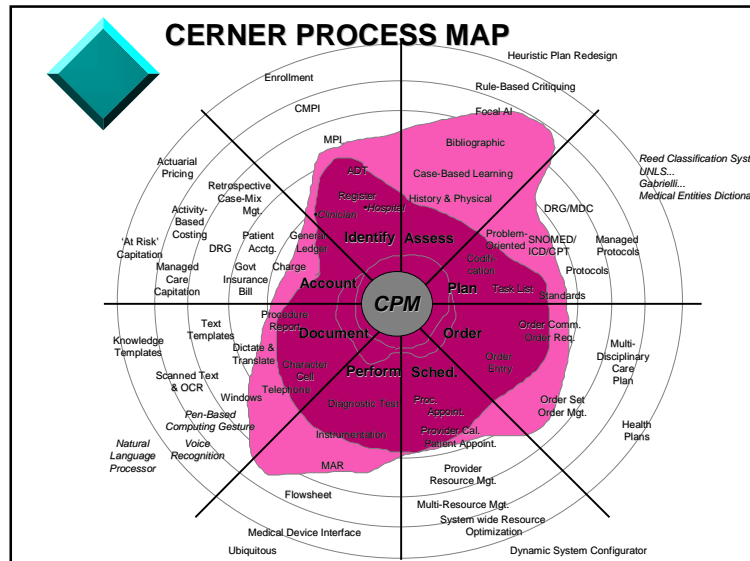 CERNER PROCESS MAP
Heuristic Plan Redesign
Enrollment
Rule-Based Critiquing
CMPI
Focal AI
MPI
Bibliographic
Actuarial
Pricing
ADT
Case-Based Learning
Reed Classification Syst
UNLS...
Gabrielli...
Medical Entities Dictionar
Retrospective
Case-Mix
Mgt.
Register
•Hospital
•Clinician
History & Physical
Activity-
Based
Costing
DRG/MDC
'At Risk'
Capitation
DRG
Patient
Acctg.
General
Ledger
Identify
Assess
Problem-
Oriented
SNOMED/
ICD/CPT
Managed
Protocols
Codifi-
cation
Managed
Care
Capitation
Govt
Insurance
Bill
Charge
Account
Plan
Task List
Protocols
Standards
CPM
Knowledge
Templates
Text
Templates
Procedure
Report
Document
Order
Order Comm.
Order Req.
Multi-
Disciplinary
Care
Plan
Dictate &
Translate
Character
Cell
Perform
Sched.
Order
Entry
Scanned Text
& OCR
Windows
Telephone
Order Set
Order Mgt.
Pen-Based
Computing Gesture
Diagnostic Test
Proc.
Appoint.
Natural
Language
Processor
Voice
Recognition
Instrumentation
Provider Cal.
Patient Appoint.
Health
Plans
MAR
Provider
Resource Mgt.
Flowsheet
Multi-Resource Mgt.
System wide Resource
Optimization
Medical Device Interface
Ubiquitous
Dynamic System Configurator